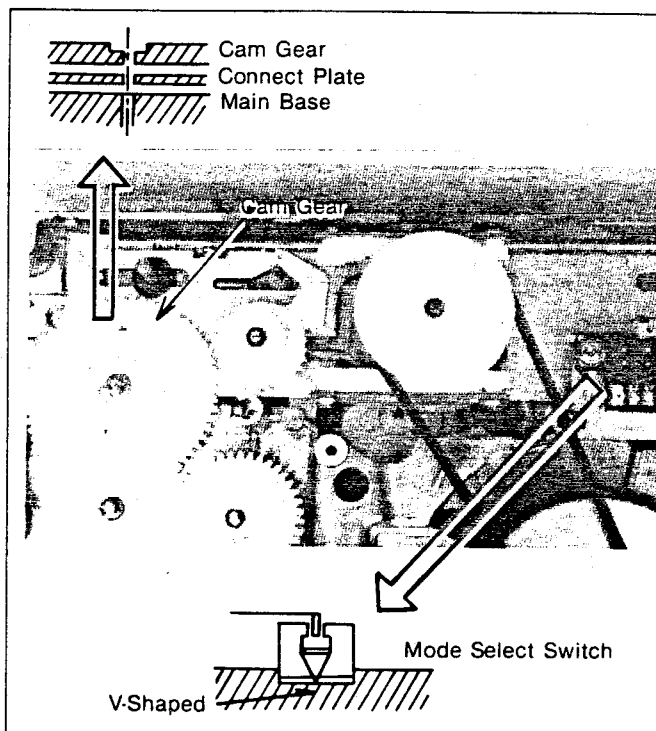 Cam Gear
Connect Plate
Main Base
Cam Gear
Mode Select Switch
V-Shaped